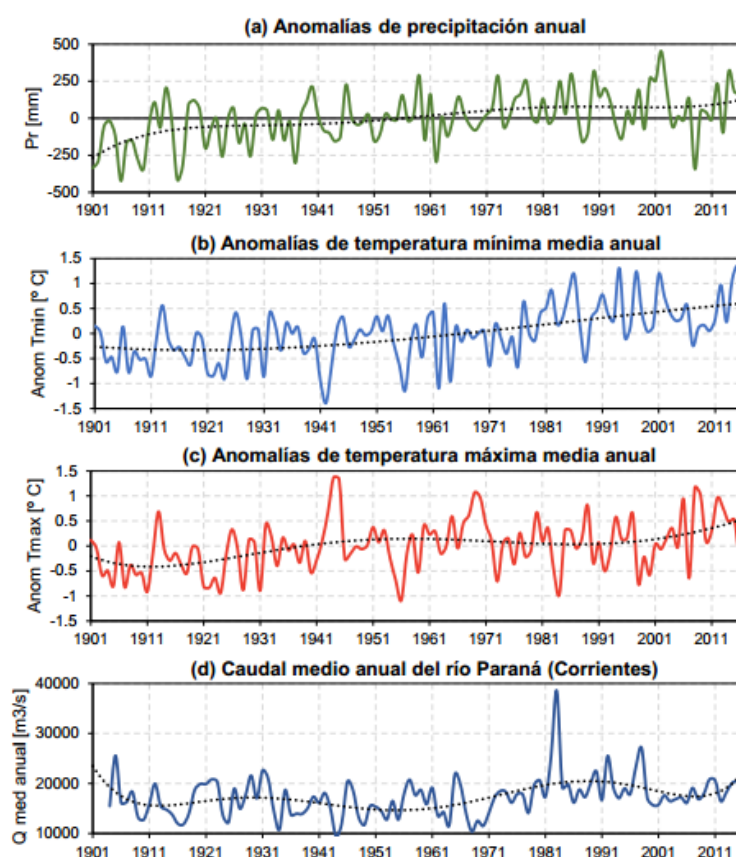 (a) Anomalías de precipitación anual
Pr [mm]
500
250
0
-250
-500
1901 1911 1921 1931 1941 1951 1961 1971 1981 1991 2001 2011
(b) Anomalías de temperatura mínima media anual
Anom Tmin [º C]
1.5
1
0.5
0
-0.5
-1
-1.5
1901 1911 1921 1931 1941 1951 1961 1971 1981 1991 2001 2011
(c) Anomalías de temperatura máxima media anual
Anom Tmax [º C]
1.5
1
0.5
0
-0.5
-1
-1.5
1901 1911 1921 1931 1941 1951 1961 1971 1981 1991 2001 2011
(d) Caudal medio anual del río Paraná (Corrientes)
Q med anual [m3/s]
40000
30000
20000
10000
1901 1911 1921 1931 1941 1951 1961 1971 1981 1991 2001 2011